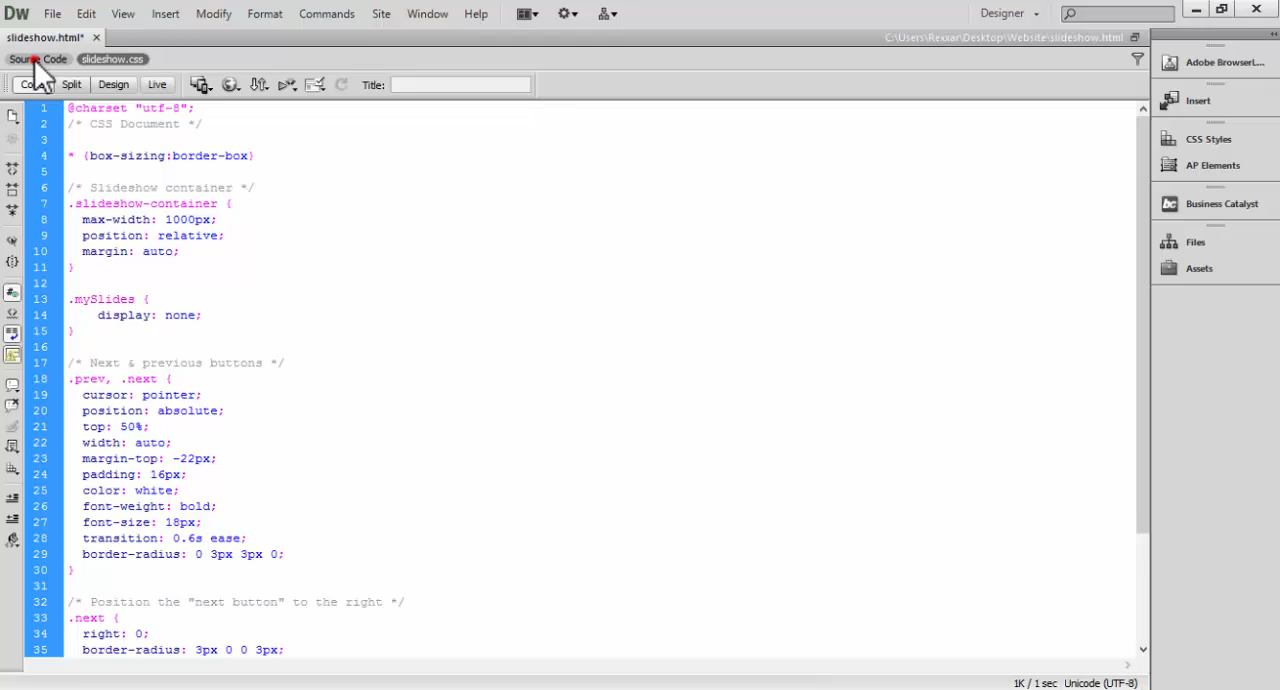 Dw File Edit View Insert Modify Format Commands Site Window Help Designer
slideshow.html* C:\Users\Rexxar\Desktop\Website\slideshow.html
Source Code slideshow.css
Split Design Live Title:
1 @charset "utf-8";
2 /* CSS Document */
3
4 * {box-sizing:border-box}
5
6 /* Slideshow container */
7 .slideshow-container {
8 max-width: 1000px;
9 position: relative;
10 margin: auto;
11 }
12
13 .mySlides {
14 display: none;
15 }
16
17 /* Next & previous buttons */
18 .prev, .next {
19 cursor: pointer;
20 position: absolute;
21 top: 50%;
22 width: auto;
23 margin-top: -22px;
24 padding: 16px;
25 color: white;
26 font-weight: bold;
27 font-size: 18px;
28 transition: 0.6s ease;
29 border-radius: 0 3px 3px 0;
30 }
31
32 /* Position the "next button" to the right */
33 .next {
34 right: 0;
35 border-radius: 3px 0 0 3px;
Adobe BrowserL...
Insert
CSS Styles
AP Elements
bc Business Catalyst
Files
Assets
1K / 1 sec Unicode (UTF-8)